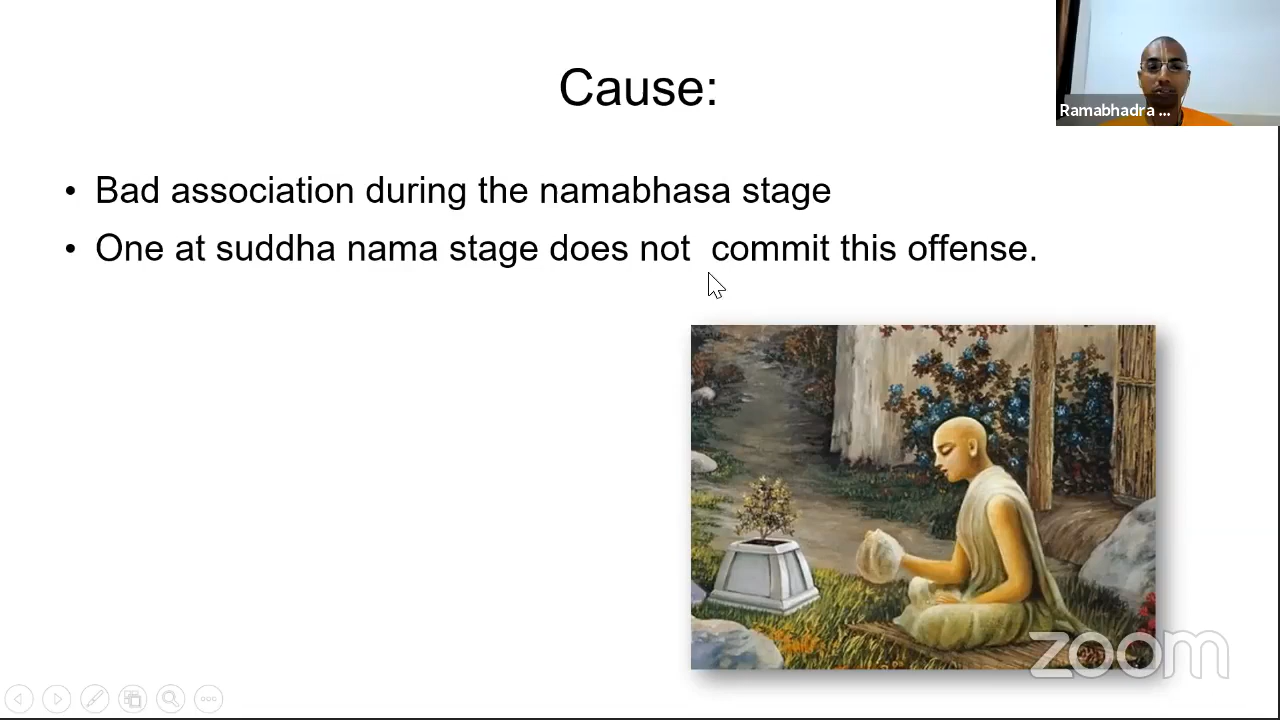 Cause:
Ramabhadra ...
• Bad association during the namabhasa stage
• One at suddha nama stage does not  commit this offense.
zoom